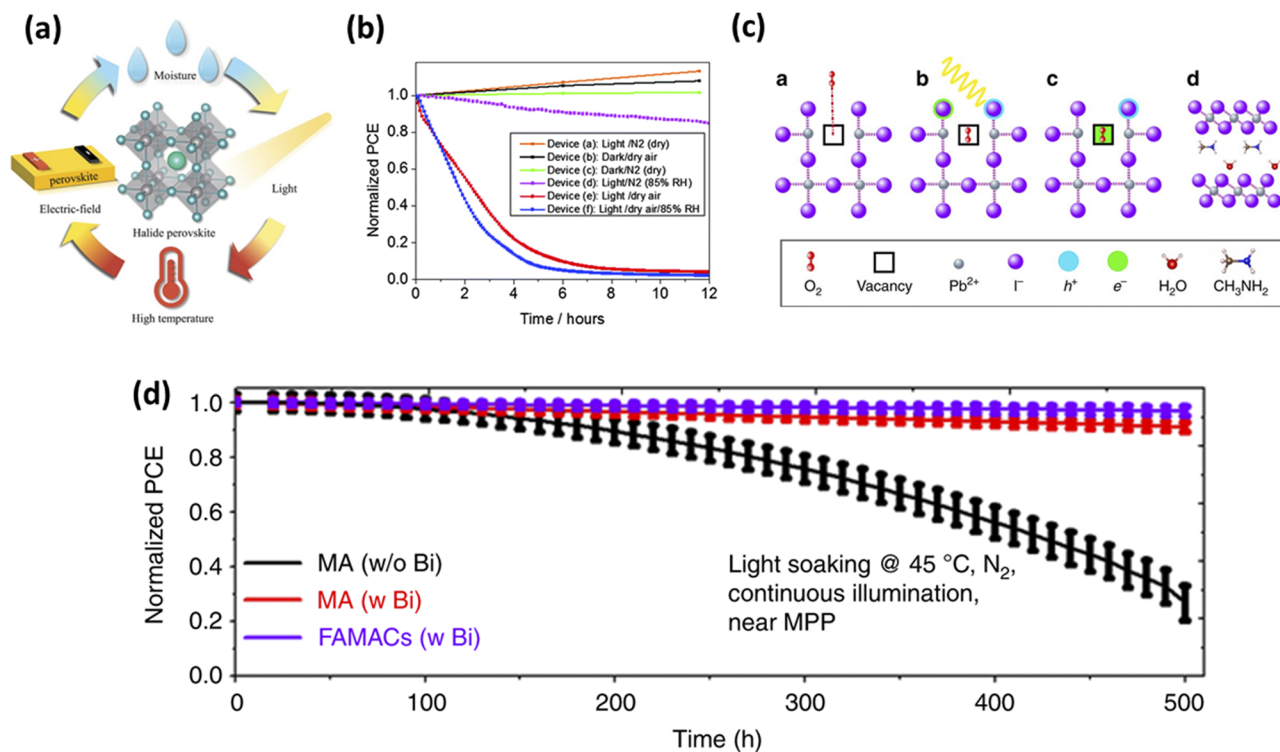 (a)
Moisture
perovskite
Electric-field
Light
Halide perovskite
High temperature
(b)
Normalized PCE
1.0
0.8
0.6
0.4
0.2
0.0
Device (a): Light /N2 (dry)
Device (b): Dark/dry air
Device (c): Dark/N2 (dry)
Device (d): Light/N2 (85% RH)
Device (e): Light /dry air
Device (f): Light /dry air/85% RH
0 2 4 6 8 10 12
Time / hours
(c)
a b c d
O₂ Vacancy Pb²⁺ I⁻ h⁺ e⁻ H₂O CH3NH2
(d)
Normalized PCE
1.0
0.8
0.6
0.4
0.2
0.0
MA (w/o Bi)
MA (w Bi)
FAMACs (w Bi)
Light soaking @ 45 °C, N₂,
continuous illumination,
near MPP
0 100 200 300 400 500
Time (h)